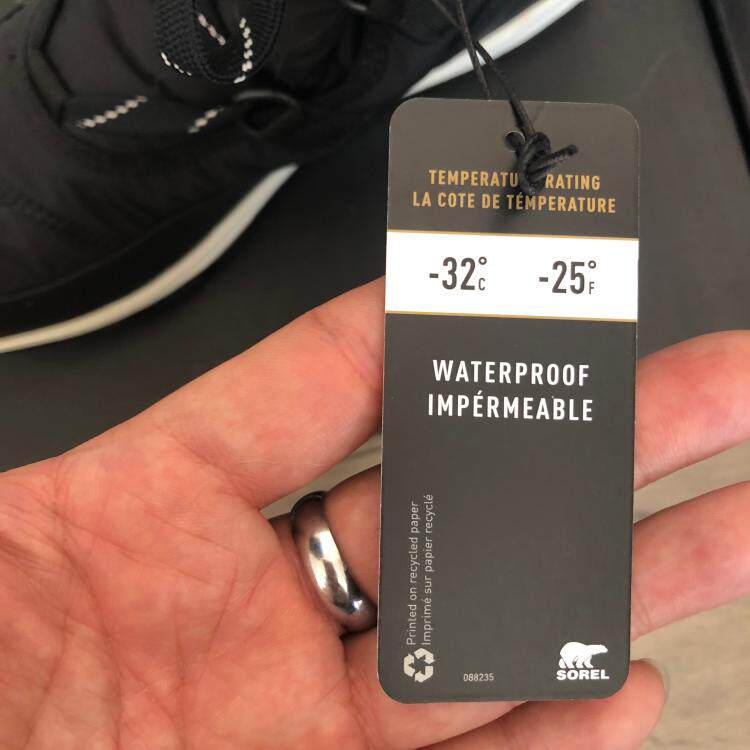 TEMPERATU RATING
LA COTE DE TEMPÉRATURE
-32°C -25°F
WATERPROOF
IMPÉRMEABLE
Printed on recycled paper
Imprimé sur papier recyclé
088235
SOREL